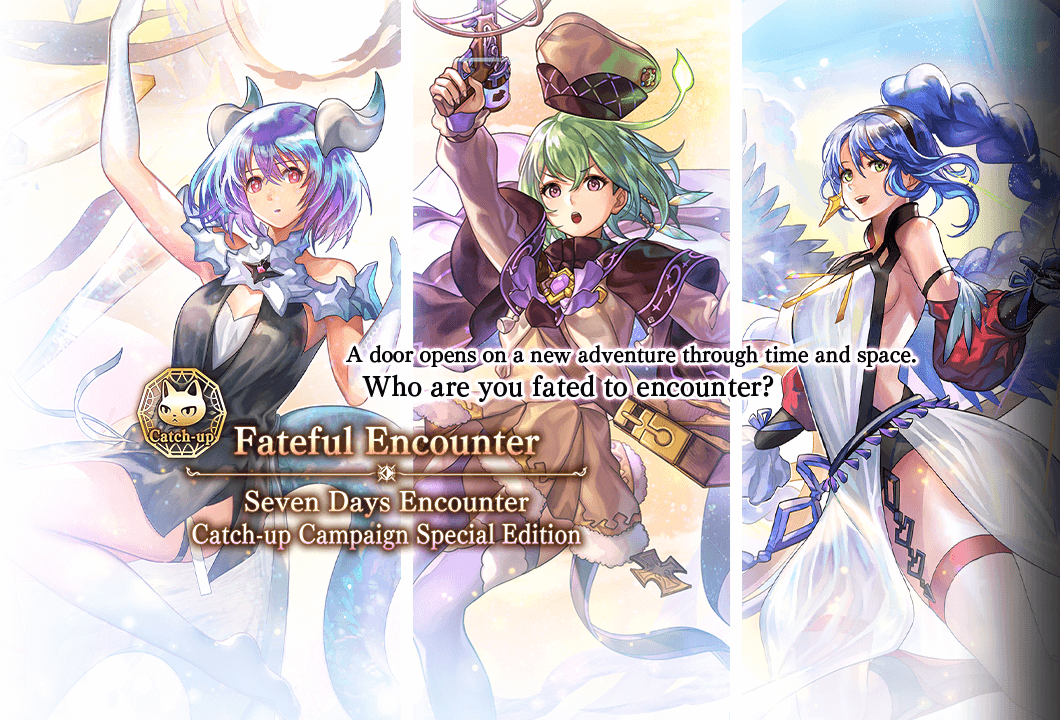 A door opens on a new adventure through time and space.
Who are you fated to encounter?
Catch-up
Fateful Encounter
Seven Days Encounter
Catch-up Campaign Special Edition